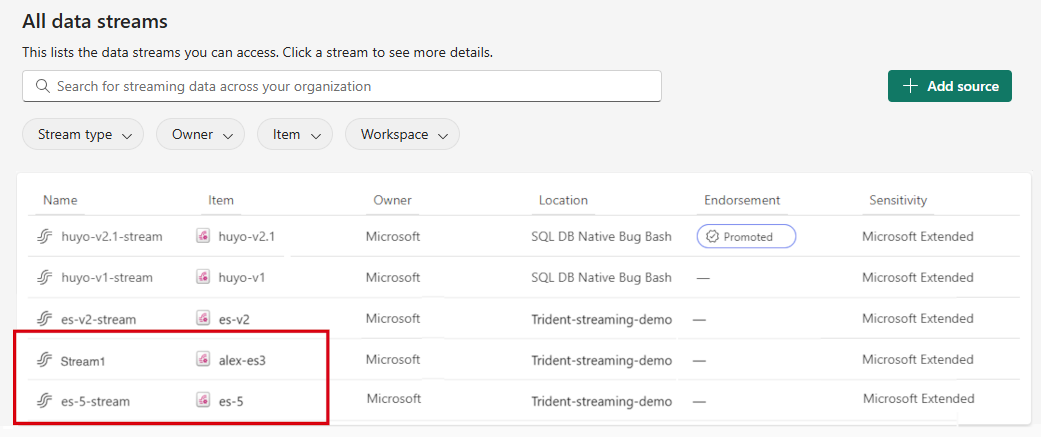 All data streams
This lists the data streams you can access. Click a stream to see more details.
Search for streaming data across your organization
Add source
Stream type Owner Item Workspace
Name Item Owner Location Endorsement Sensitivity
huyo-v2.1-stream huyo-v2.1 Microsoft SQL DB Native Bug Bash Promoted Microsoft Extended
huyo-v1-stream huyo-v1 Microsoft SQL DB Native Bug Bash — Microsoft Extended
es-v2-stream es-v2 Microsoft Trident-streaming-demo — Microsoft Extended
Stream1 alex-es3 Microsoft Trident-streaming-demo — Microsoft Extended
es-5-stream es-5 Microsoft Trident-streaming-demo — Microsoft Extended